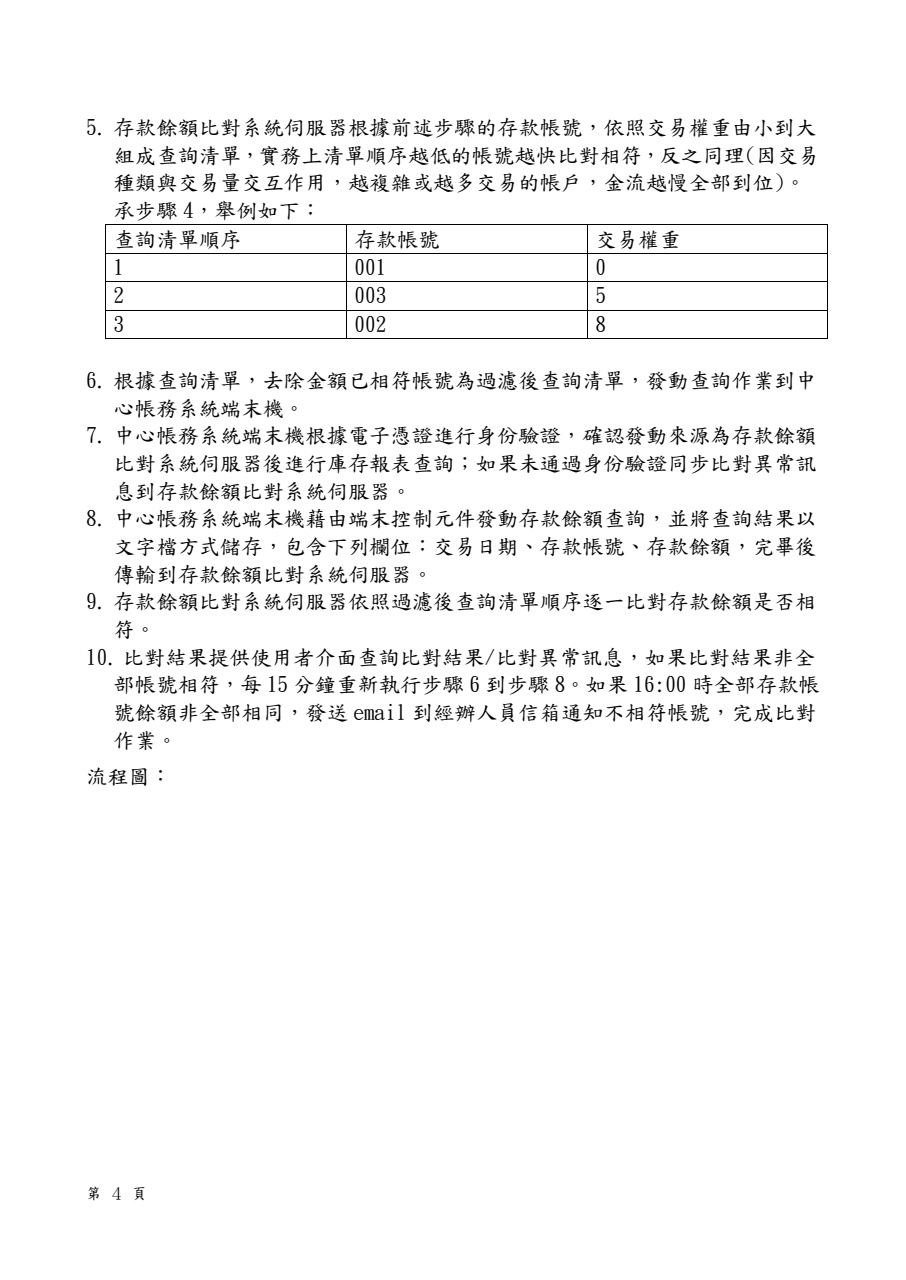 5. 存款餘額比對系統伺服器根據前述步驟的存款帳號，依照交易權重由小到大
組成查詢清單，實務上清單順序越低的帳號越快比對相符，反之同理(因交易
種類與交易量交互作用，越複雜或越多交易的帳戶，金流越慢全部到位)。
承步驟 4，舉例如下：
查詢清單順序 存款帳號 交易權重
1 001 0
2 003 5
3 002 8
6. 根據查詢清單，去除金額已相符帳號為過濾後查詢清單，發動查詢作業到中
心帳務系統端末機。
7. 中心帳務系統端末機根據電子憑證進行身份驗證，確認發動來源為存款餘額
比對系統伺服器後進行庫存報表查詢；如果未通過身份驗證同步比對異常訊
息到存款餘額比對系統伺服器。
8. 中心帳務系統端末機藉由端末控制元件發動存款餘額查詢，並將查詢結果以
文字檔方式儲存，包含下列欄位：交易日期、存款帳號、存款餘額，完畢後
傳輸到存款餘額比對系統伺服器。
9. 存款餘額比對系統伺服器依照過濾後查詢清單順序逐一比對存款餘額是否相
符。
10. 比對結果提供使用者介面查詢比對結果/比對異常訊息，如果比對結果非全
部帳號相符，每 15 分鐘重新執行步驟 6 到步驟 8。如果 16:00 時全部存款帳
號餘額非全部相同，發送 email 到經辦人員信箱通知不相符帳號，完成比對
作業。
流程圖：
第 4 頁